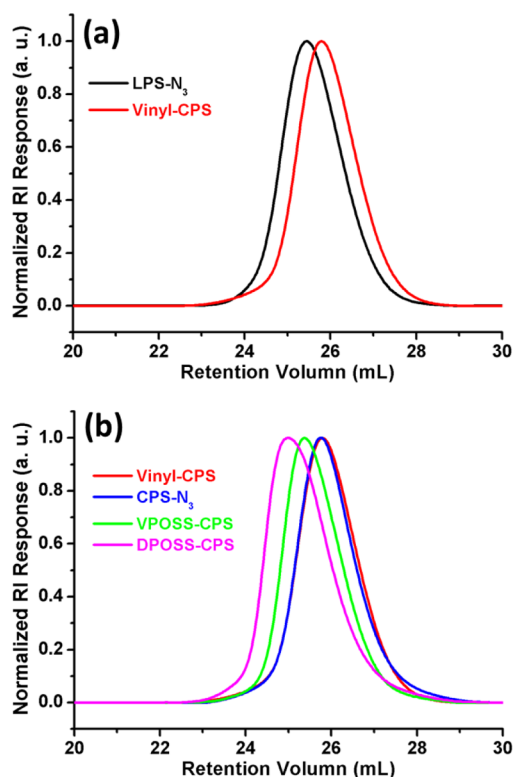 (a)
LPS-N₃
Vinyl-CPS
Normalized RI Response (a. u.)
1.0
0.8
0.6
0.4
0.2
0.0
20 22 24 26 28 30
Retention Volumn (mL)
(b)
Vinyl-CPS
CPS-N₃
VPOSS-CPS
DPOSS-CPS
Normalized RI Response (a. u.)
1.0
0.8
0.6
0.4
0.2
0.0
20 22 24 26 28 30
Retention Volumn (mL)